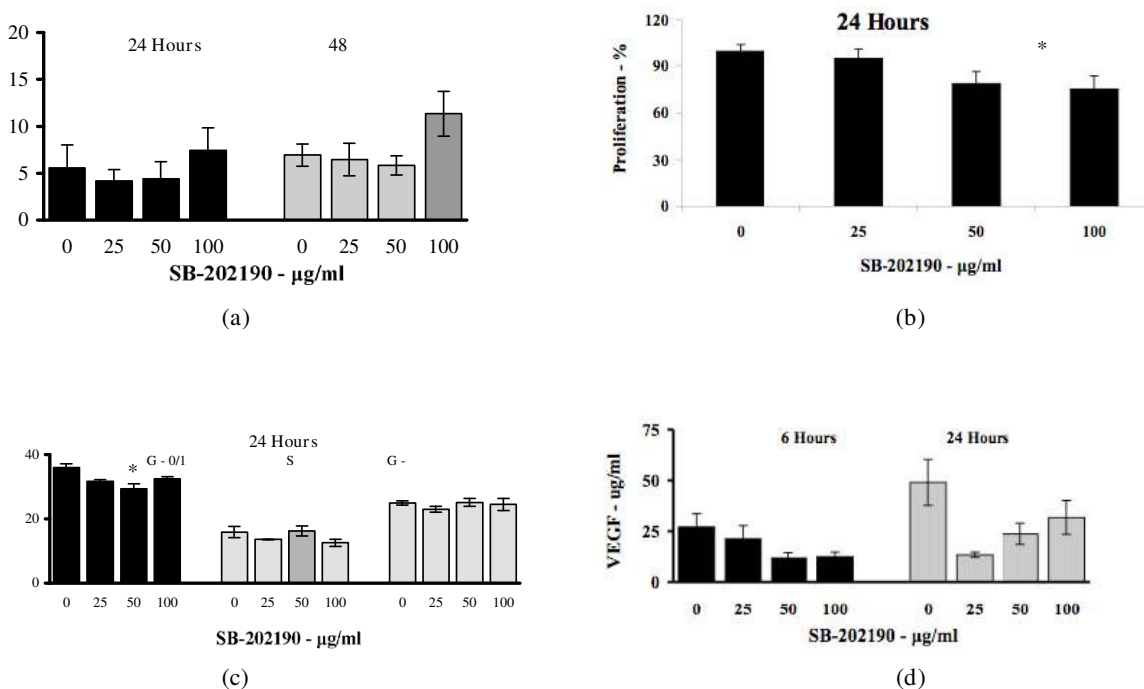 20
15
10
5
0
24 Hours 48
0 25 50 100 0 25 50 100
SB-202190 - µg/ml
(a)
24 Hours
120
90
60
30
0
Proliferation - %
*
0 25 50 100
SB-202190 - µg/ml
(b)
24 Hours
40
20
0
* G - 0/1 S G -
0 25 50 100 0 25 50 100 0 25 50 100
SB-202190 - µg/ml
(c)
75
50
25
0
VEGF - ug/ml
6 Hours 24 Hours
0 25 50 100 0 25 50 100
SB-202190 - µg/ml
(d)